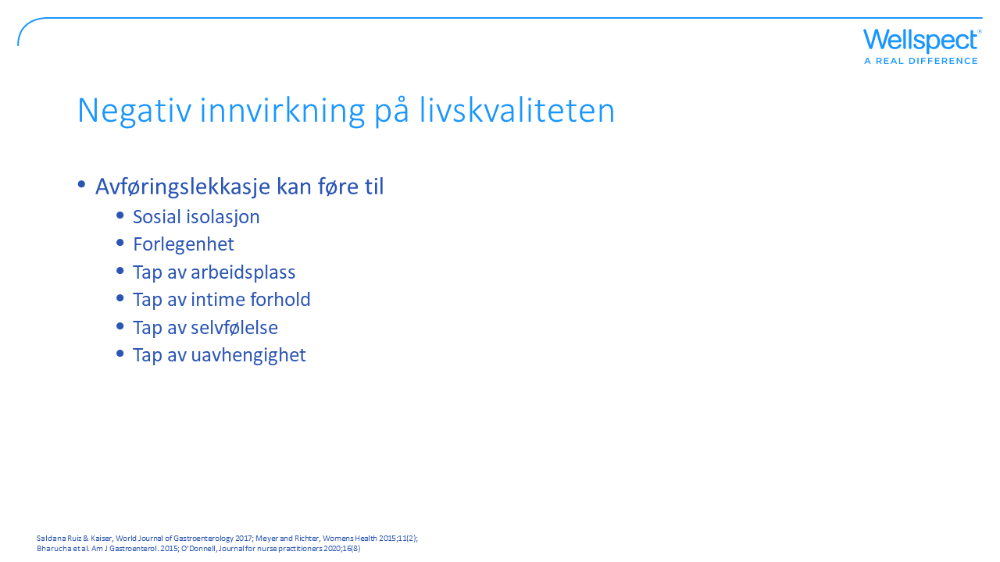 Wellspect®
A REAL DIFFERENCE
Negativ innvirkning på livskvaliteten
• Avføringslekkasje kan føre til
• Sosial isolasjon
• Forlegenhet
• Tap av arbeidsplass
• Tap av intime forhold
• Tap av selvfølelse
• Tap av uavhengighet
Saldana Ruiz & Kaiser, World Journal of Gastroenterology 2017; Meyer and Richter, Womens Health 2015;11(2);
Bharucha et al. Am J Gastroenterol. 2015; O’Donnell, Journal for nurse practitioners 2020;16(8)